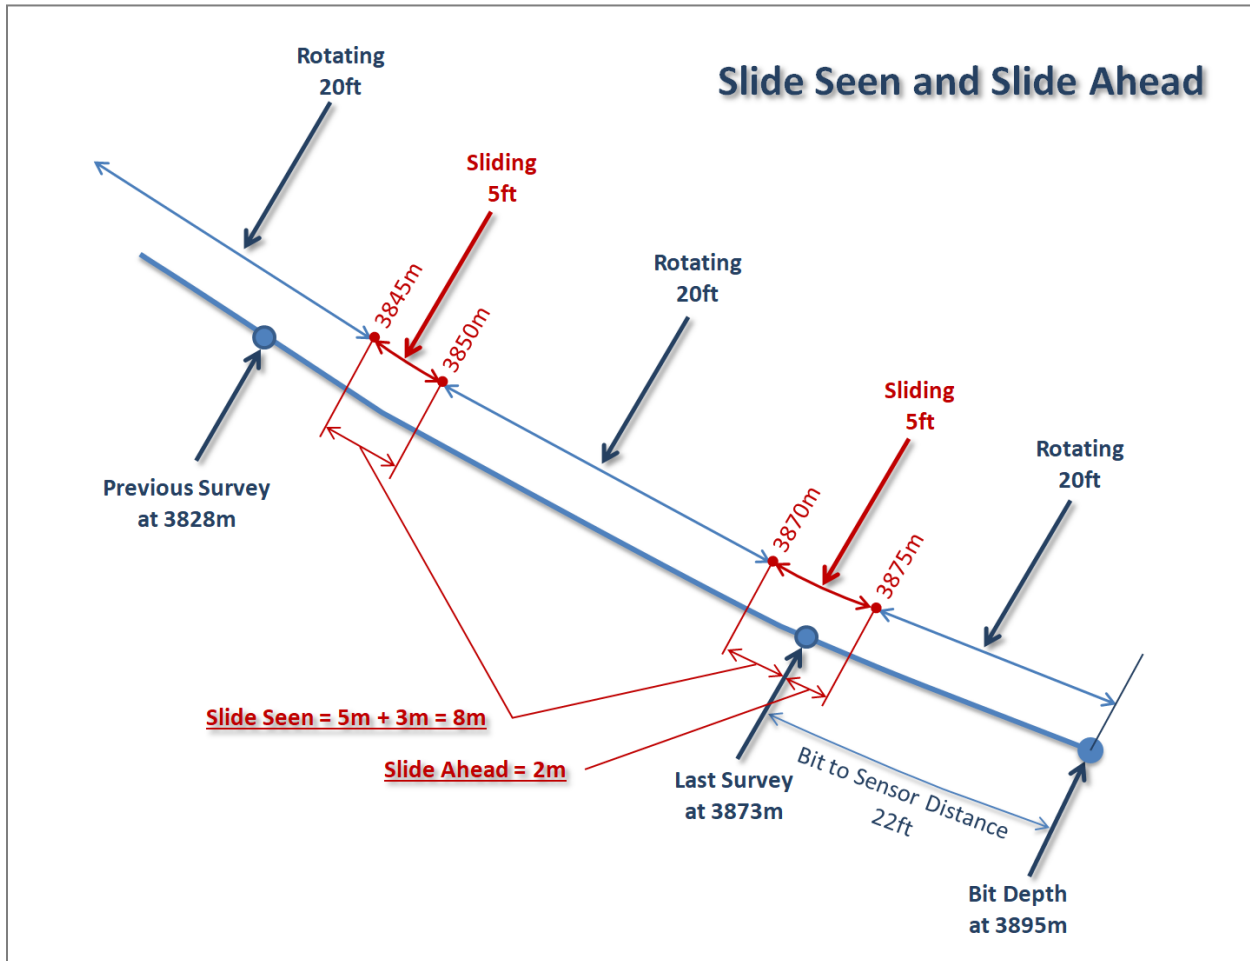 Slide Seen and Slide Ahead
Rotating
20ft
Sliding
5ft
3845m
3850m
Rotating
20ft
Previous Survey
at 3828m
Sliding
5ft
3870m
3875m
Rotating
20ft
Slide Seen = 5m + 3m = 8m
Slide Ahead = 2m
Last Survey
at 3873m
Bit to Sensor Distance
22ft
Bit Depth
at 3895m